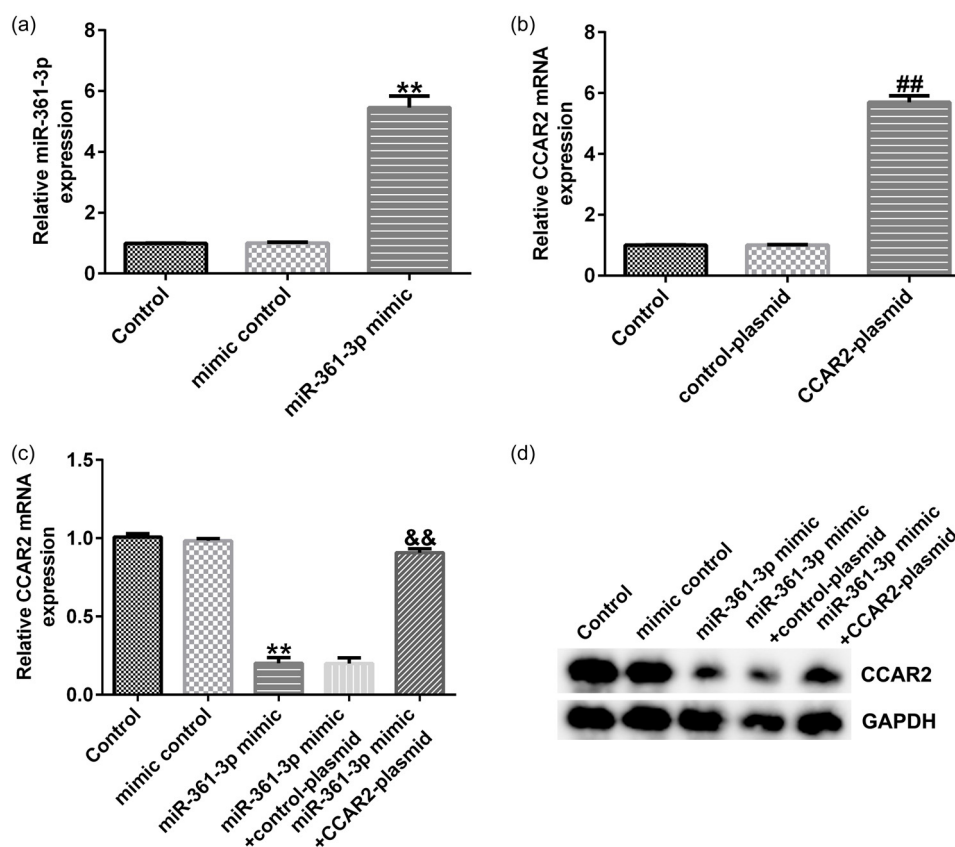 (a)
Relative miR-361-3p
expression
8
6
4
2
0
**
Control
mimic control
miR-361-3p mimic
(b)
Relative CCAR2 mRNA
expression
8
6
4
2
0
##
Control
control-plasmid
CCAR2-plasmid
(c)
Relative CCAR2 mRNA
expression
1.5
1.0
0.5
0.0
**
&&
Control
mimic control
miR-361-3p mimic
miR-361-3p mimic
+control-plasmid
miR-361-3p mimic
+CCAR2-plasmid
(d)
Control
mimic control
miR-361-3p mimic
miR-361-3p mimic
+control-plasmid
miR-361-3p mimic
+CCAR2-plasmid
CCAR2
GAPDH